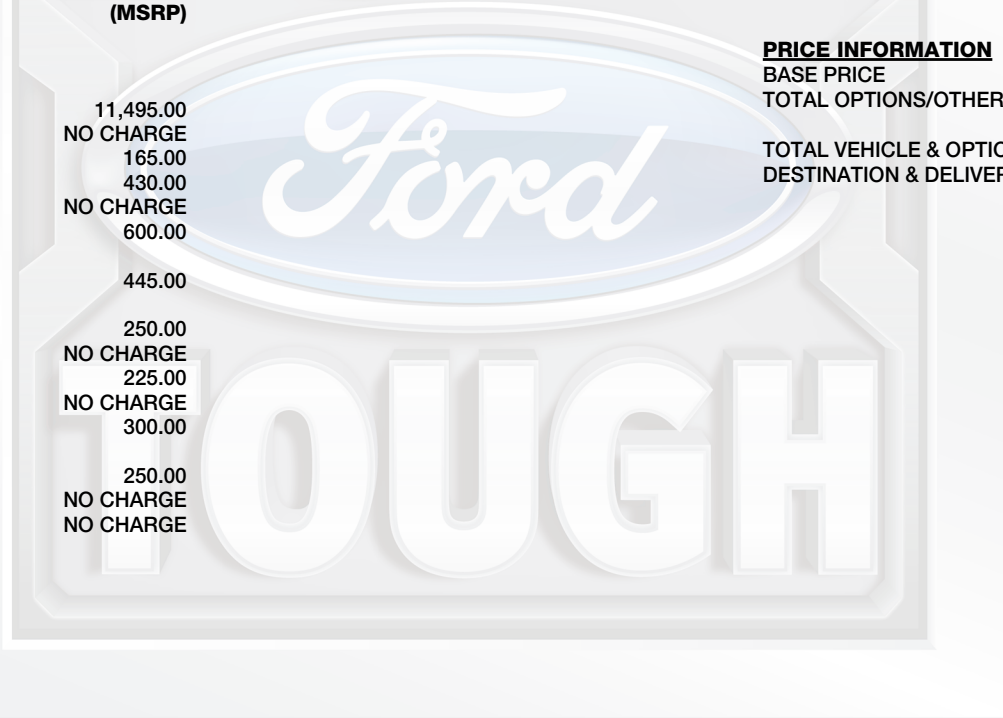 (MSRP)
11,495.00
NO CHARGE
165.00
430.00
NO CHARGE
600.00
445.00
250.00
NO CHARGE
225.00
NO CHARGE
300.00
250.00
NO CHARGE
NO CHARGE
PRICE INFORMATION
BASE PRICE
TOTAL OPTIONS/OTHER
TOTAL VEHICLE & OPTIO
DESTINATION & DELIVER
Ford
TOUGH